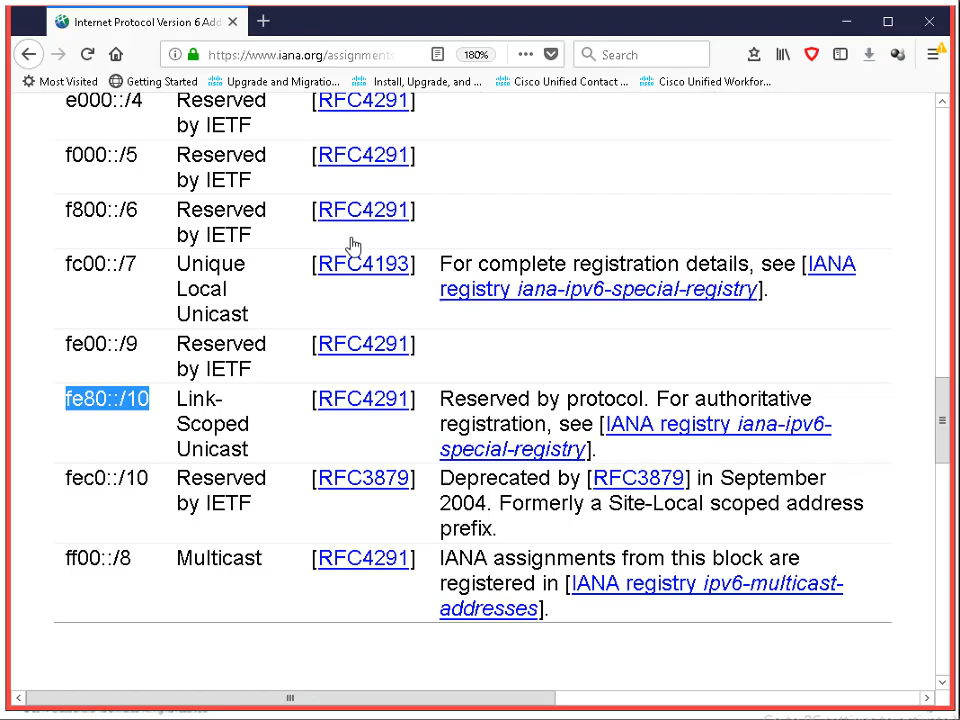 Internet Protocol Version 6 Add
https://www.iana.org/assignments
180%
Search
Most Visited
Getting Started
Upgrade and Migratio...
Install, Upgrade, and ...
Cisco Unified Contact ...
Cisco Unified Workfor...
e000::/4 Reserved [RFC4291]
by IETF
f000::/5 Reserved [RFC4291]
by IETF
f800::/6 Reserved [RFC4291]
by IETF
fc00::/7 Unique [RFC4193] For complete registration details, see [IANA
Local registry iana-ipv6-special-registry].
Unicast
fe00::/9 Reserved [RFC4291]
by IETF
fe80::/10 Link- [RFC4291] Reserved by protocol. For authoritative
Scoped registration, see [IANA registry iana-ipv6-
Unicast special-registry].
fec0::/10 Reserved [RFC3879] Deprecated by [RFC3879] in September
by IETF 2004. Formerly a Site-Local scoped address
prefix.
ff00::/8 Multicast [RFC4291] IANA assignments from this block are
registered in [IANA registry ipv6-multicast-
addresses].